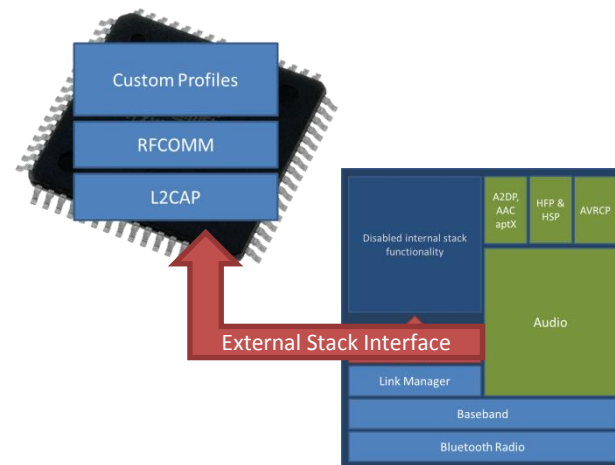 Custom Profiles
RFCOMM
L2CAP
A2DP,
AAC
aptX
HFP &
HSP
AVRCP
Disabled internal stack
functionality
Audio
External Stack Interface
Link Manager
Baseband
Bluetooth Radio